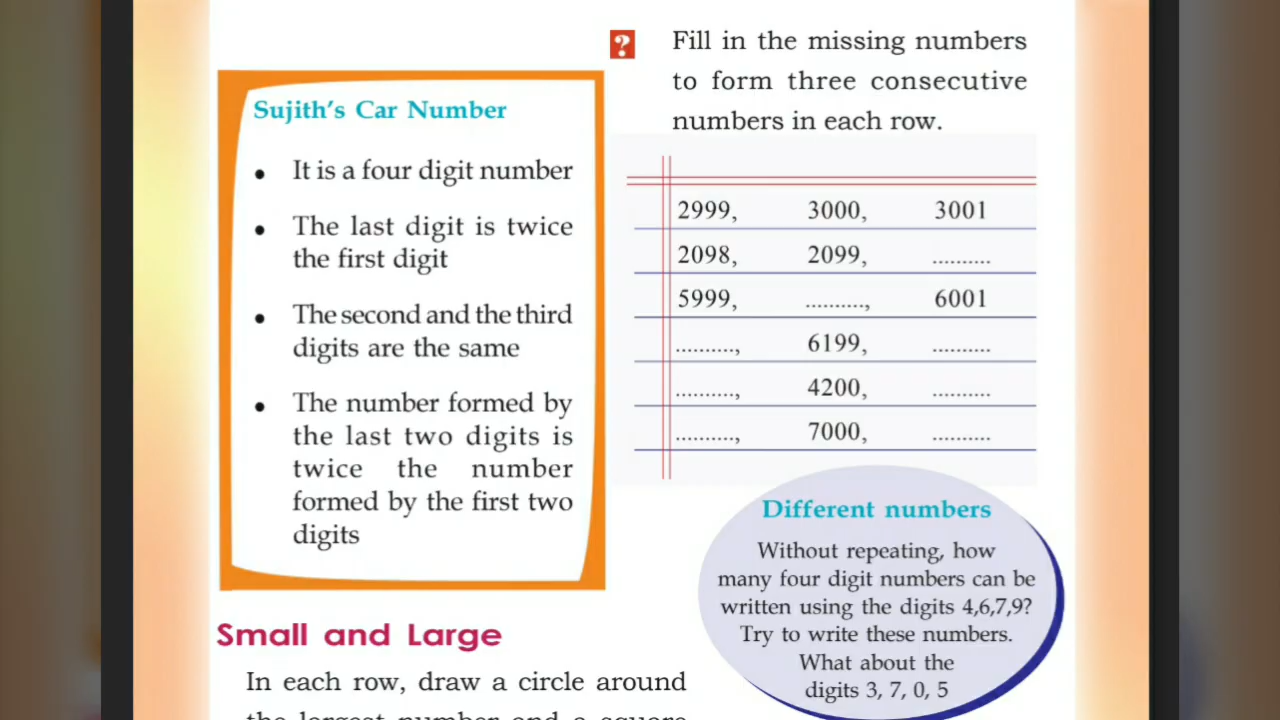 Sujith's Car Number
• It is a four digit number
• The last digit is twice
the first digit
• The second and the third
digits are the same
• The number formed by
the last two digits is
twice the number
formed by the first two
digits
Small and Large
In each row, draw a circle around
the largest number and a square
? Fill in the missing numbers
to form three consecutive
numbers in each row.
2999, 3000, 3001
2098, 2099, ..........
5999, .........., 6001
.........., 6199, ..........
.........., 4200, ..........
.........., 7000, ..........
Different numbers
Without repeating, how
many four digit numbers can be
written using the digits 4,6,7,9?
Try to write these numbers.
What about the
digits 3, 7, 0, 5